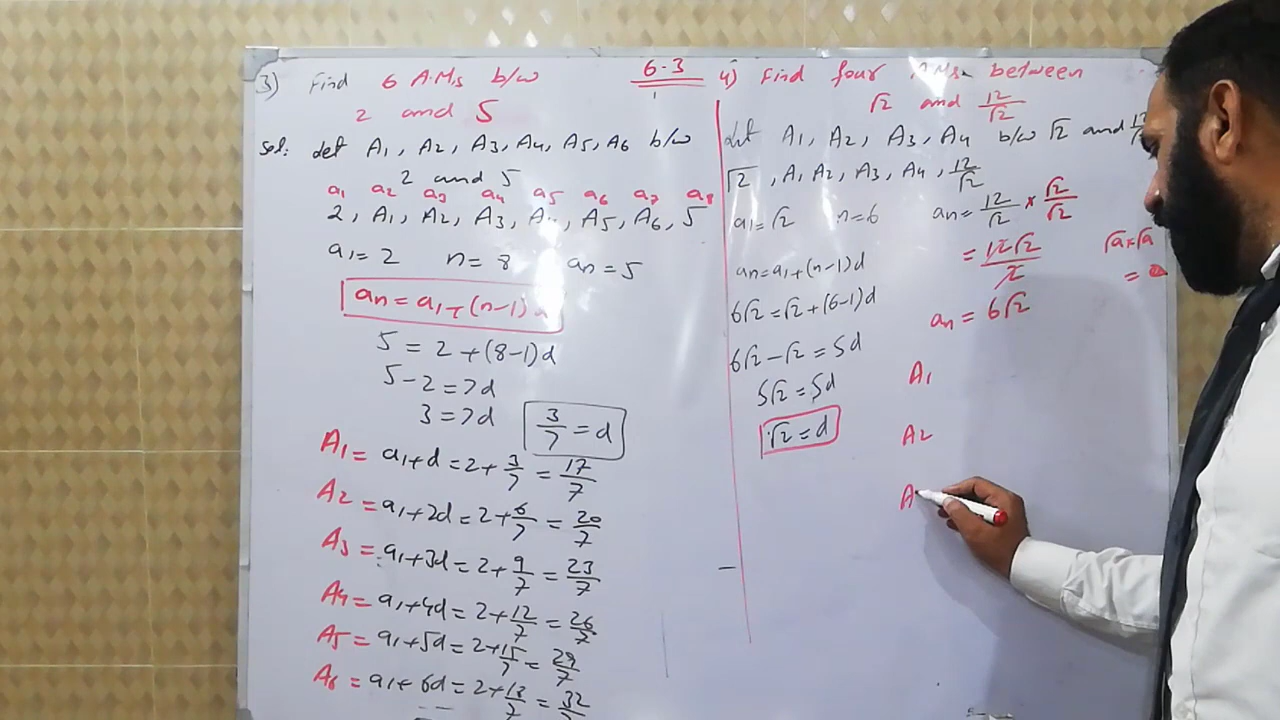 3) Find 6 A.Ms b/w
2 and 5
Sol: Let A1, A2, A3, A4, A5, A6 b/w
2 and 5
a1 a2 a3 a4 a5 a6 a7 a8
2, A1, A2, A3, A.., A5, A6, 5
a1 = 2 n = 8 an = 5
an = a1 + (n-1)
5 = 2 + (8-1)d
5-2 = 7d
3 = 7d
3/7 = d
A1 = a1+d = 2+3/7 = 17/7
A2 = a1+2d = 2+6/7 = 20/7
A3 = a1+3d = 2+9/7 = 23/7
A4 = a1+4d = 2+12/7 = 26/7
A5 = a1+5d = 2+15/7 = 29/7
A6 = a1+6d = 2+18/7 = 32/7
6.3
4) Find four A.Ms. between
√2 and 12/√2
Let A1, A2, A3, A4 b/w √2 and
√2, A1, A2, A3, A4, 12/√2
a1 = √2 n = 6 an = 12/√2 × √2/√2
= 12√2/2
√a×√a
=
an = 6√2
an = a1+(n-1)d
6√2 = √2+(6-1)d
6√2-√2 = 5d
5√2 = 5d
√2 = d
A1
A2
A